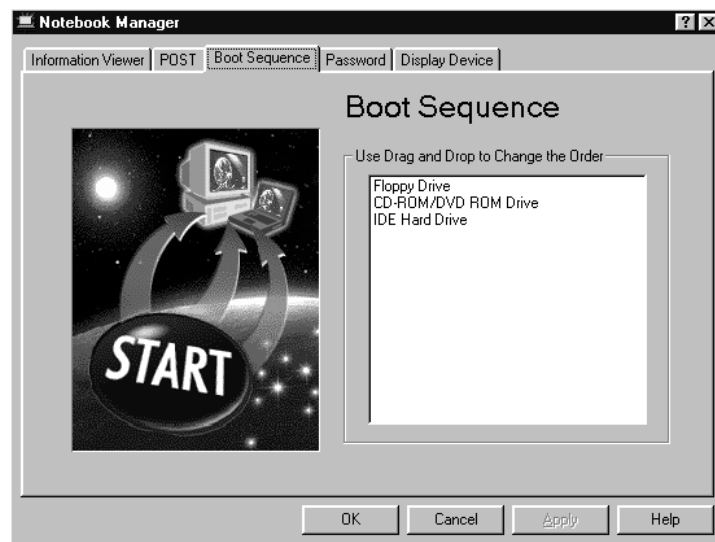 Notebook Manager
Information Viewer POST Boot Sequence Password Display Device
Boot Sequence
Use Drag and Drop to Change the Order
Floppy Drive
CD-ROM/DVD ROM Drive
IDE Hard Drive
START
OK Cancel Apply Help